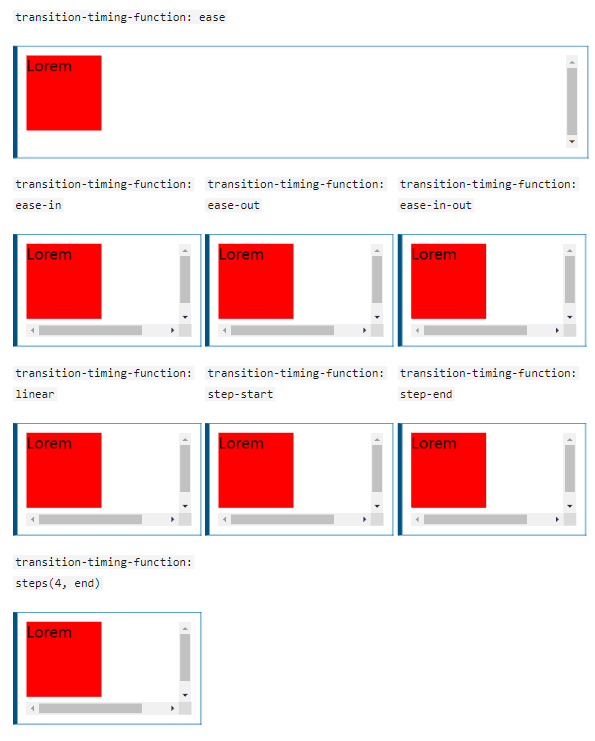 transition-timing-function: ease
Lorem
transition-timing-function: transition-timing-function: transition-timing-function:
ease-in ease-out ease-in-out
Lorem Lorem Lorem
transition-timing-function: transition-timing-function: transition-timing-function:
linear step-start step-end
Lorem Lorem Lorem
transition-timing-function:
steps(4, end)
Lorem